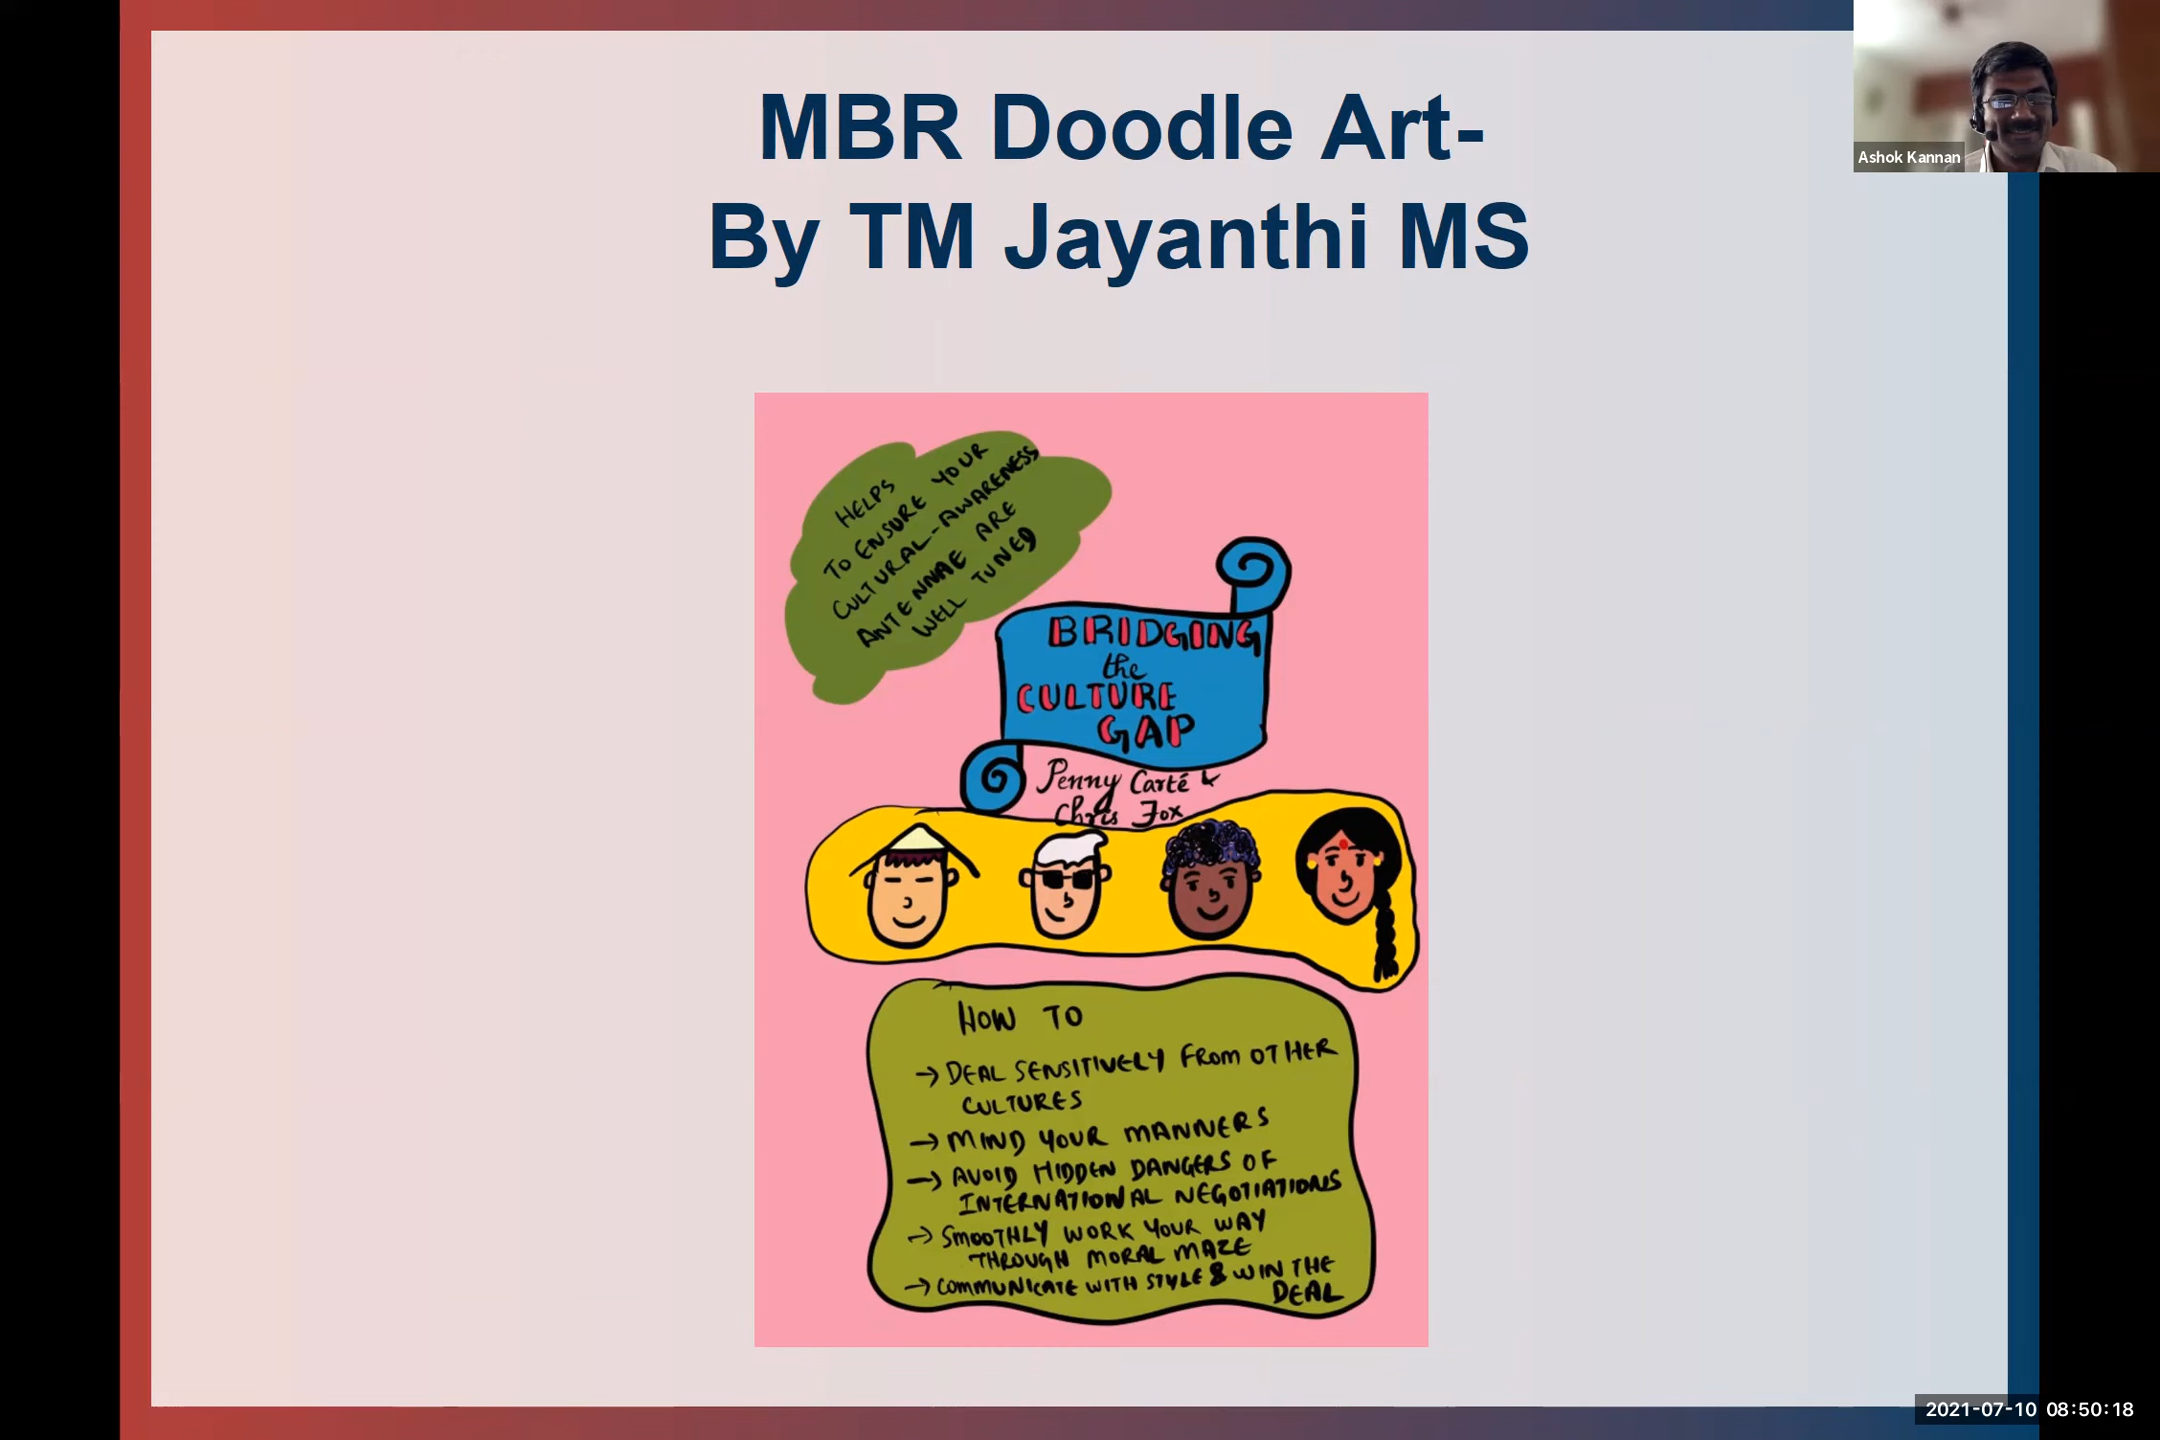 MBR Doodle Art-
By TM Jayanthi MS
Ashok Kannan
HELPS
TO ENSURE YOUR
CULTURAL-AWARENESS
ANTENNAE ARE
WELL TUNED
BRIDGING
the
CULTURE
GAP
Penny Carté &
Chris Fox
HOW TO
→ DEAL SENSITIVELY FROM OTHER
CULTURES
→ MIND YOUR MANNERS
→ AVOID HIDDEN DANGERS OF
INTERNATIONAL NEGOTIATIONS
→ SMOOTHLY WORK YOUR WAY
THROUGH MORAL MAZE
→ COMMUNICATE WITH STYLE & WIN THE
DEAL
2021-07-10 08:50:18